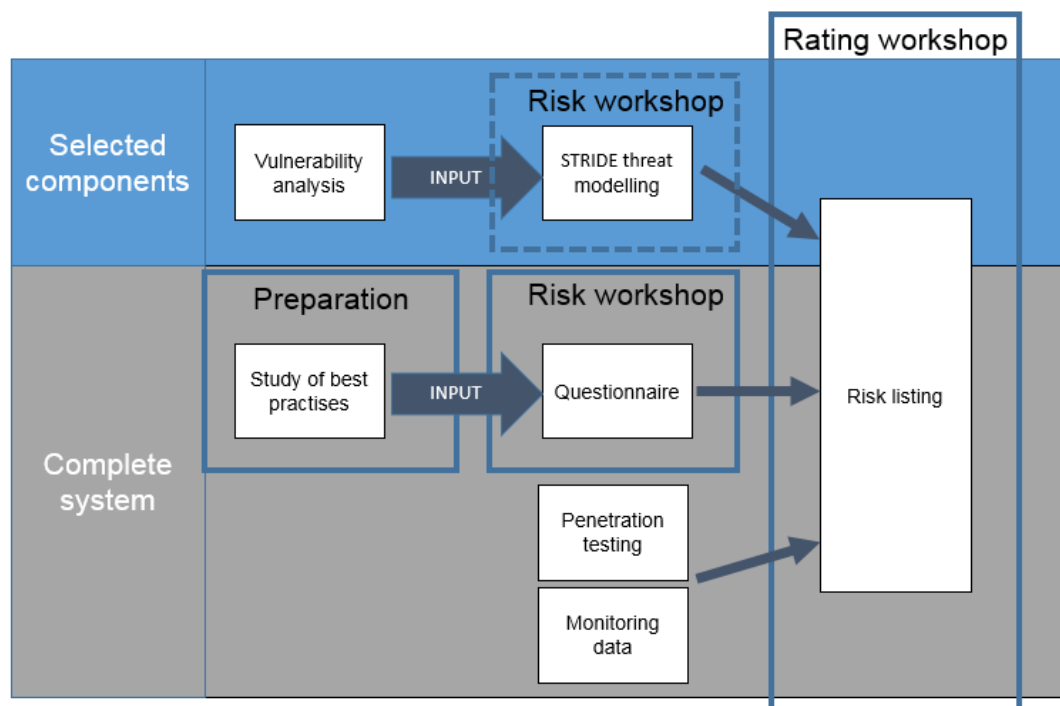 Rating workshop
Selected
components
Risk workshop
Vulnerability
analysis
INPUT
STRIDE threat
modelling
Complete
system
Preparation
Risk workshop
Study of best
practises
INPUT
Questionnaire
Risk listing
Penetration
testing
Monitoring
data